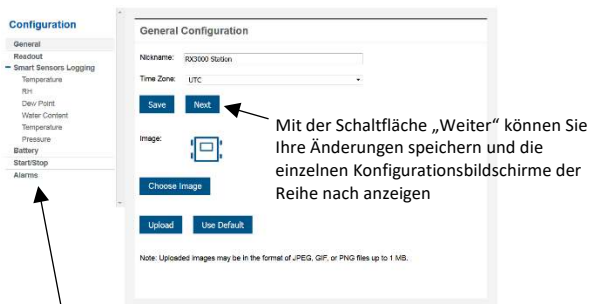 Configuration
General
Readout
Smart Sensors Logging
Temperature
RH
Dew Point
Water Content
Temperature
Pressure
Battery
Start/Stop
Alarms
General Configuration
Nickname: RX3000 Station
Time Zone: UTC
Save Next
Mit der Schaltfläche „Weiter“ können Sie
Ihre Änderungen speichern und die
einzelnen Konfigurationsbildschirme der
Reihe nach anzeigen
Image:
Choose Image
Upload Use Default
Note: Uploaded images may be in the format of JPEG, GIF, or PNG files up to 1 MB.